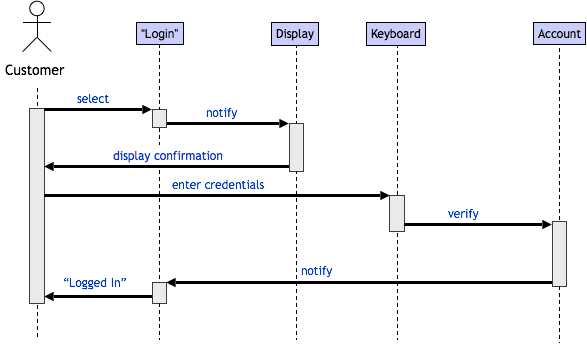 "Login"
Display
Keyboard
Account
Customer
select
notify
display confirmation
enter credentials
verify
notify
“Logged In”